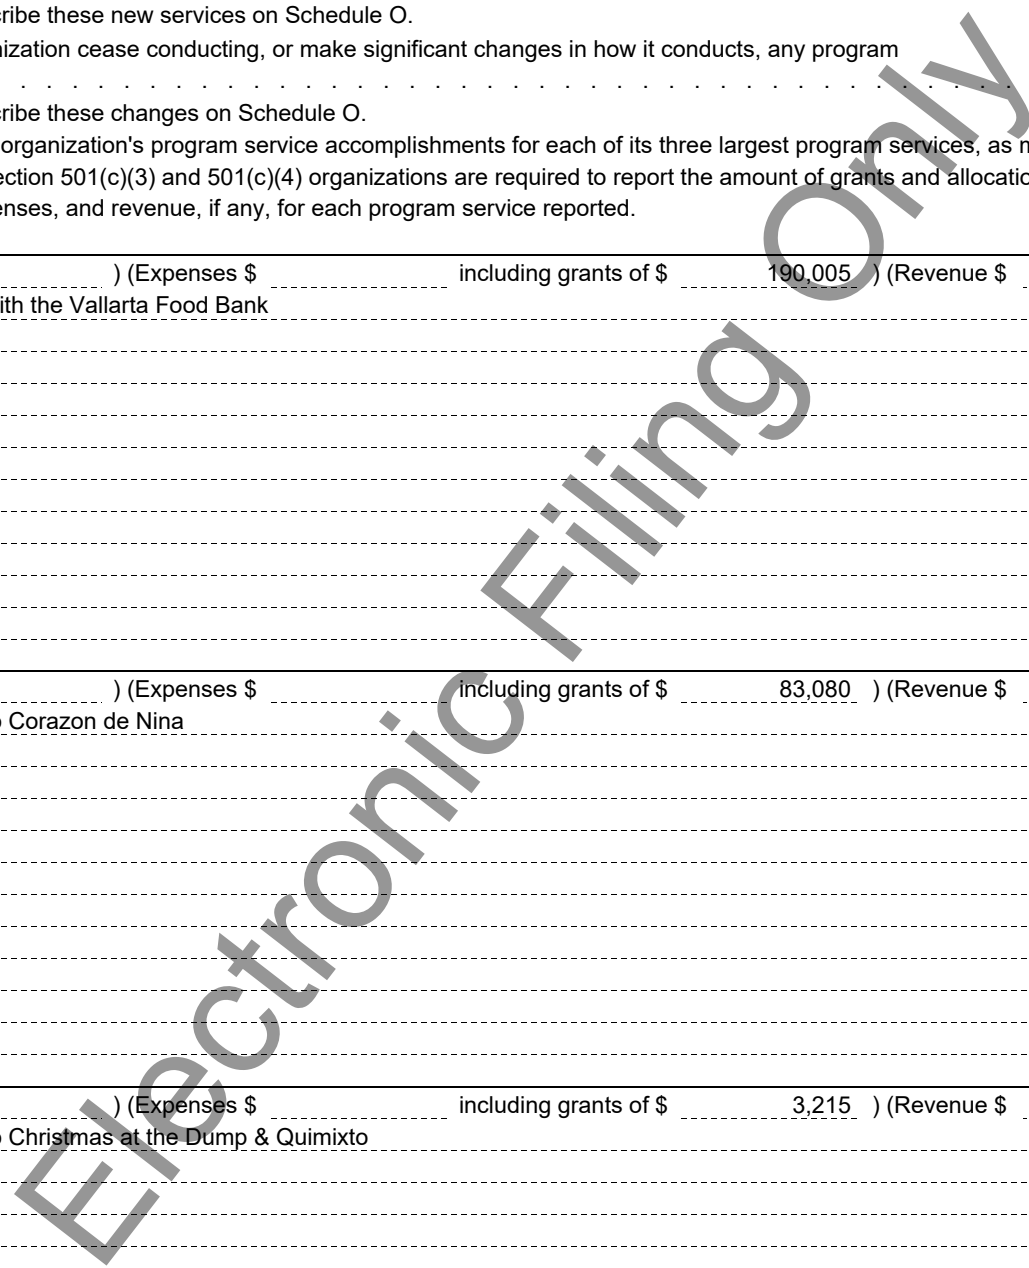 ribe these new services on Schedule O.
nization cease conducting, or make significant changes in how it conducts, any program
. . . . . . . . . . . . . . . . . . . . . . . . . . . . . . . . . . . . . . .
ribe these changes on Schedule O.
organization's program service accomplishments for each of its three largest program services, as m
ection 501(c)(3) and 501(c)(4) organizations are required to report the amount of grants and allocatio
enses, and revenue, if any, for each program service reported.
) (Expenses $ including grants of $ 190,005 ) (Revenue $
ith the Vallarta Food Bank
) (Expenses $ including grants of $ 83,080 ) (Revenue $
o Corazon de Nina
) (Expenses $ including grants of $ 3,215 ) (Revenue $
o Christmas at the Dump & Quimixto
Electronic Filing Only